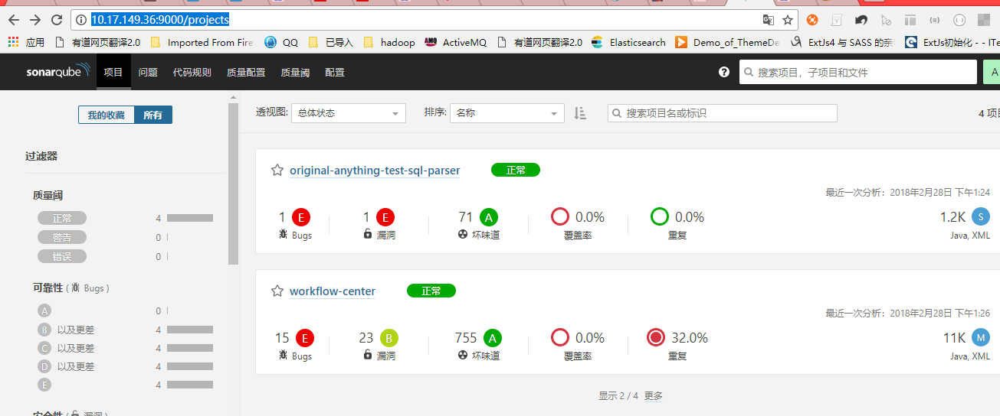 10.17.149.36:9000/projects
应用 有道网页翻译2.0 Imported From Fire QQ 已导入 hadoop AMQ ActiveMQ 有道网页翻译2.0 Elasticsearch Demo_of_ThemeDe ExtJs4 与 SASS 的亲 ExtJs初始化 - - ITe
sonarqube 项目 问题 代码规则 质量配置 质量阈 配置 搜索项目，子项目和文件 A
我的收藏 所有
透视图: 总体状态 排序: 名称 搜索项目名或标识 4 项目
过滤器
质量阈
正常 4
警告 0
错误 0
可靠性 ( Bugs )
A 0
B 以及更差 4
C 以及更差 4
D 以及更差 4
E 4
安全性 ( 漏洞 )
original-anything-test-sql-parser 正常
最近一次分析：2018年2月28日 下午1:24
1 E 1 E 71 A 0.0% 0.0% 1.2K S
Bugs 漏洞 坏味道 覆盖率 重复 Java, XML
workflow-center 正常
最近一次分析：2018年2月28日 下午1:26
15 E 23 B 755 A 0.0% 32.0% 11K M
Bugs 漏洞 坏味道 覆盖率 重复 Java, XML
显示 2 / 4 更多